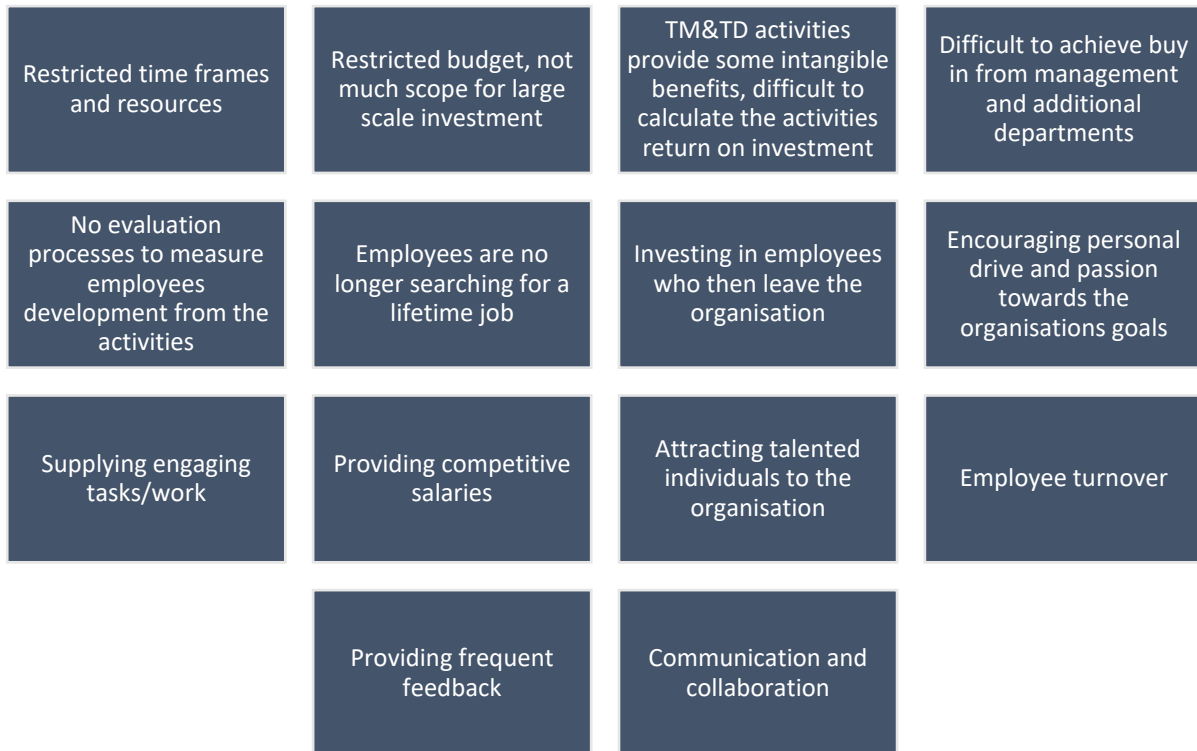 Restricted time frames
and resources
Restricted budget, not
much scope for large
scale investment
TM&TD activities
provide some intangible
benefits, difficult to
calculate the activities
return on investment
Difficult to achieve buy
in from management
and additional
departments
No evaluation
processes to measure
employees
development from the
activities
Employees are no
longer searching for a
lifetime job
Investing in employees
who then leave the
organisation
Encouraging personal
drive and passion
towards the
organisations goals
Supplying engaging
tasks/work
Providing competitive
salaries
Attracting talented
individuals to the
organisation
Employee turnover
Providing frequent
feedback
Communication and
collaboration